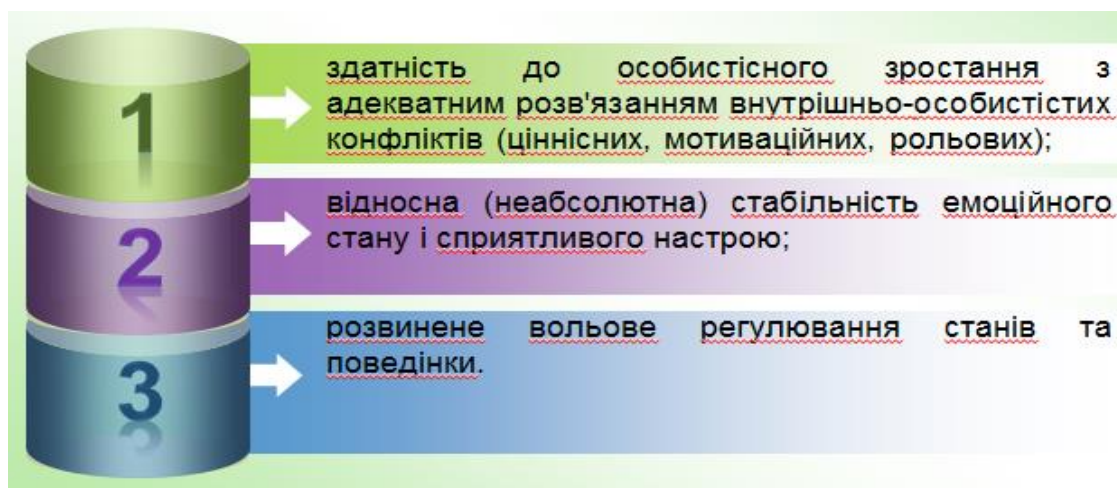 1
здатність до особистісного зростання з
адекватним розв'язанням внутрішньо-особистістих
конфліктів (ціннісних, мотиваційних, рольових);
2
відносна (неабсолютна) стабільність емоційного
стану і сприятливого настрою;
3
розвинене вольове регулювання станів та
поведінки.